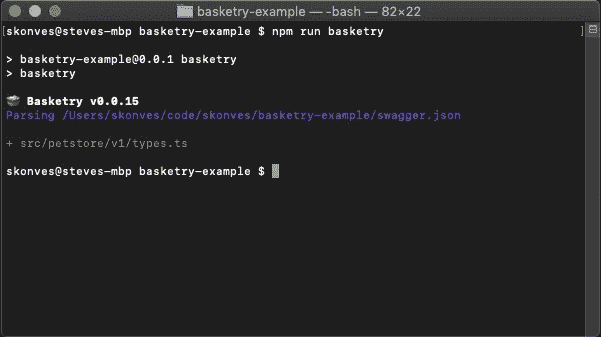 basketry-example — -bash — 82×22
[skonves@steves-mbp basketry-example $ npm run basketry ]
> basketry-example@0.0.1 basketry
> basketry
🧺 Basketry v0.0.15
Parsing /Users/skonves/code/skonves/basketry-example/swagger.json
+ src/petstore/v1/types.ts
skonves@steves-mbp basketry-example $